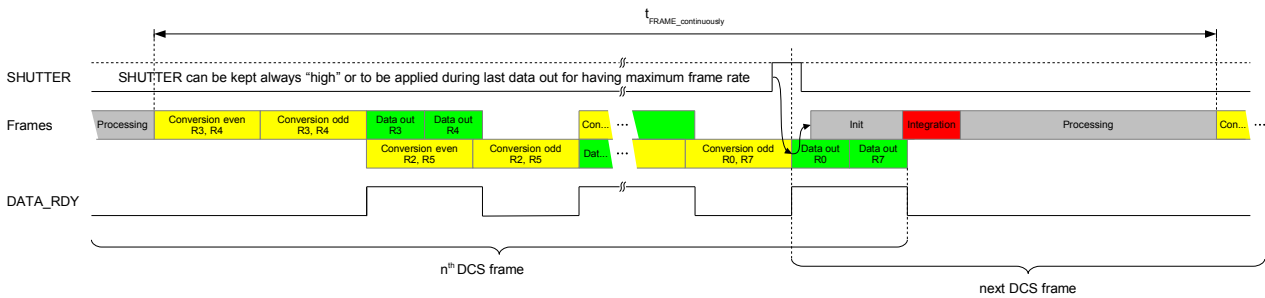 tFRAME_continuously
SHUTTER
SHUTTER can be kept always “high” or to be applied during last data out for having maximum frame rate
Frames
Processing
Conversion even
R3, R4
Conversion odd
R3, R4
Data out
R3
Data out
R4
Con...
...
Init
Integration
Processing
Con...
...
Conversion even
R2, R5
Conversion odd
R2, R5
Dat...
...
Conversion odd
R0, R7
Data out
R0
Data out
R7
DATA_RDY
nth DCS frame
next DCS frame